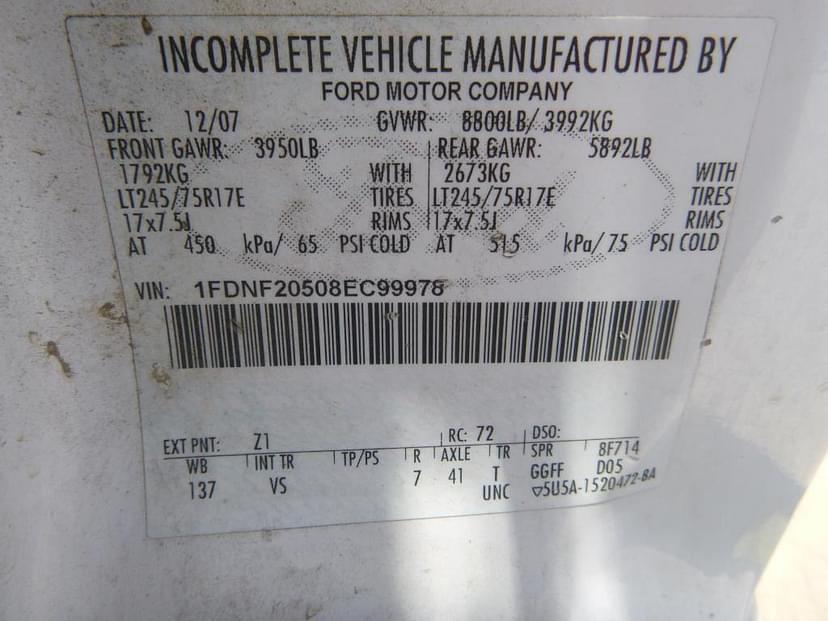 INCOMPLETE VEHICLE MANUFACTURED BY
FORD MOTOR COMPANY
DATE: 12/07 GVWR: 8800LB/ 3992KG
FRONT GAWR: 3950LB REAR GAWR: 5892LB
1792KG WITH 2673KG WITH
LT245/75R17E TIRES LT245/75R17E TIRES
17x7.5J RIMS 17x7.5J RIMS
AT 450 kPa/ 65 PSI COLD AT 515 kPa/ 75 PSI COLD
VIN: 1FDNF20508EC99978
EXT PNT: Z1 RC: 72 DSO:
WB INT TR TP/PS R AXLE TR SPR 8F714
137 VS 7 41 T GGFF D05
UNC ▽5U5A-1520472-BA